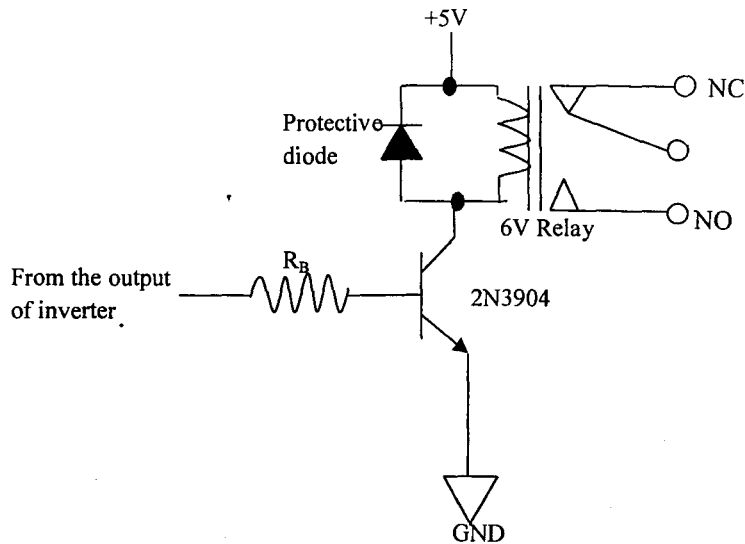 +5V
NC
Protective
diode
NO
6V Relay
R_B
From the output
of inverter.
2N3904
GND